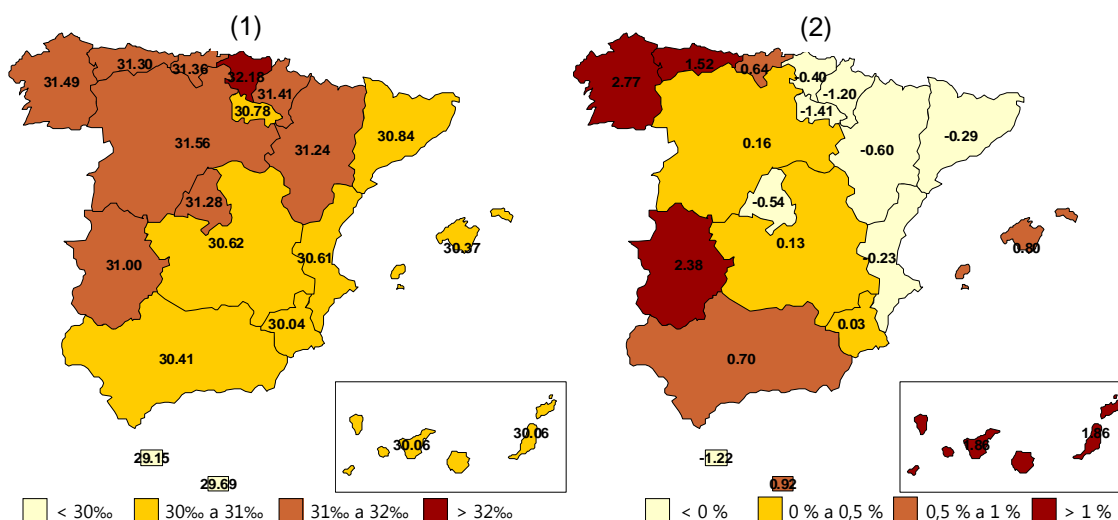 (1) (2)
31.49 31.30 31.36 32.18 31.41 30.78
31.56 31.24 30.84
31.28 30.62 30.61 30.37
31.00 30.04
30.41
30.06 30.06
29.15
29.69
< 30‰ 30‰ a 31‰ 31‰ a 32‰ > 32‰
2.77 1.52 0.64 -0.40 -1.20 -1.41
0.16 -0.60 -0.29
-0.54 0.13 -0.23 0.80
2.38 0.03
0.70
1.86 1.86
-1.22
0.92
< 0 % 0 % a 0,5 % 0,5 % a 1 % > 1 %